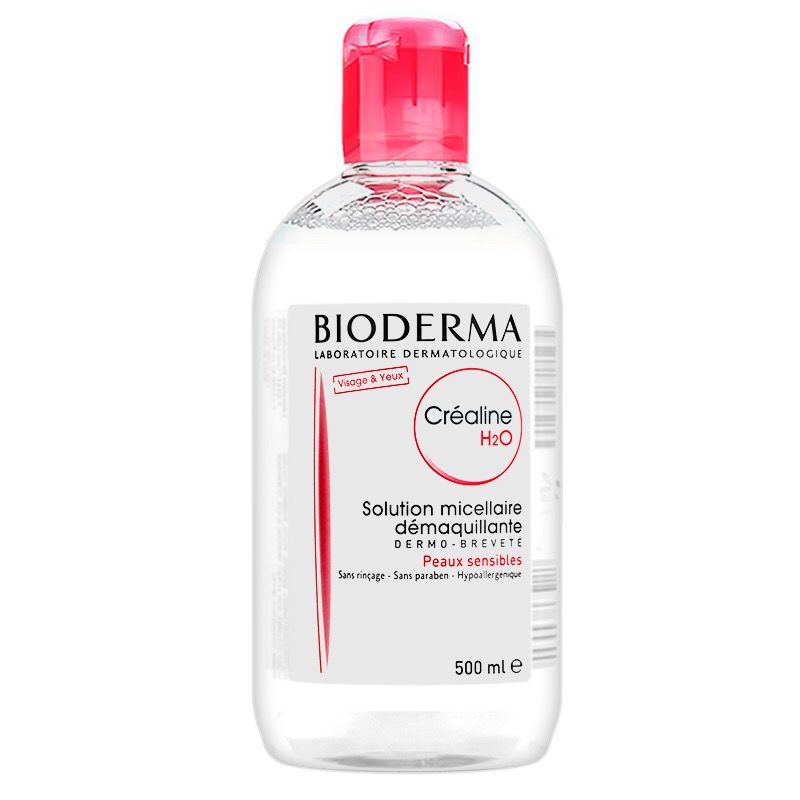 BIODERMA
LABORATOIRE DERMATOLOGIQUE
Visage & Yeux
Créaline
H2O
Solution micellaire
démaquillante
DERMO-BREVETÉ
Peaux sensibles
Sans rinçage - Sans paraben - Hypoallergenique
500 ml e